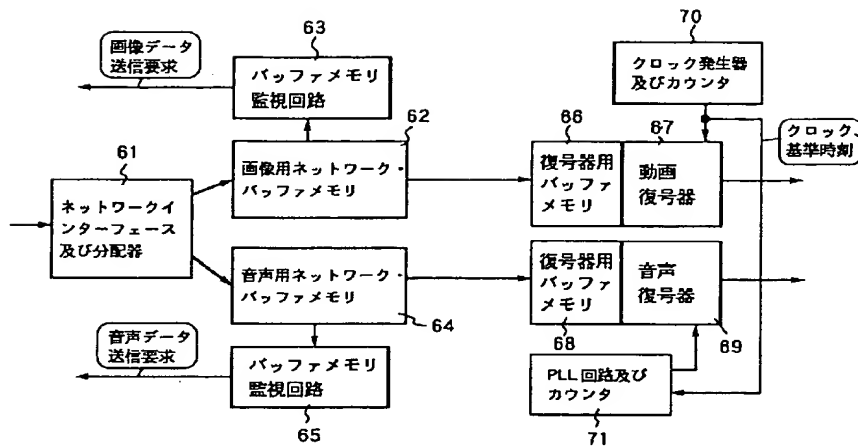 70
63
画像データ
送信要求
バッファメモリ
監視回路
クロック発生器
及びカウンタ
62
66
67
クロック、
基準時刻
61
画像用ネットワーク・
バッファメモリ
復号器用
バッファ
メモリ
動画
復号器
ネットワークイ
ンターフェース
及び分配器
音声用ネットワーク・
バッファメモリ
復号器用
バッファ
メモリ
音声
復号器
64
68
69
音声データ
送信要求
バッファメモリ
監視回路
PLL回路及び
カウンタ
65
71